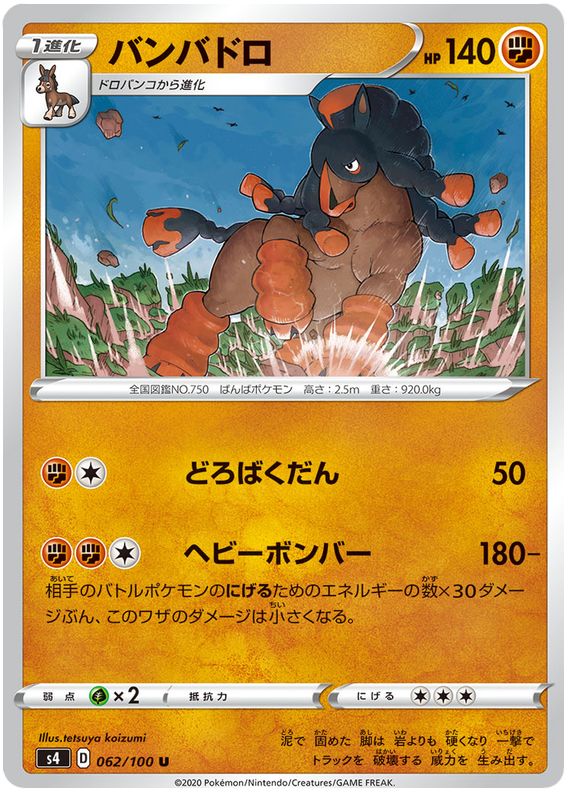 1進化
バンバドロ
HP 140
ドロバンコから進化
全国図鑑NO.750 ばんばポケモン 高さ：2.5m 重さ：920.0kg
どろばくだん 50
ヘビーボンバー 180−
相手のバトルポケモンのにげるためのエネルギーの数×30ダメー
ジぶん、このワザのダメージは小さくなる。
弱点 ×2 抵抗力 にげる
Illus.tetsuya koizumi
泥で 固めた 脚は 岩よりも 硬くなり 一撃で
トラックを 破壊する 威力を 生み出す。
s4 D 062/100 U
©2020 Pokémon/Nintendo/Creatures/GAME FREAK.